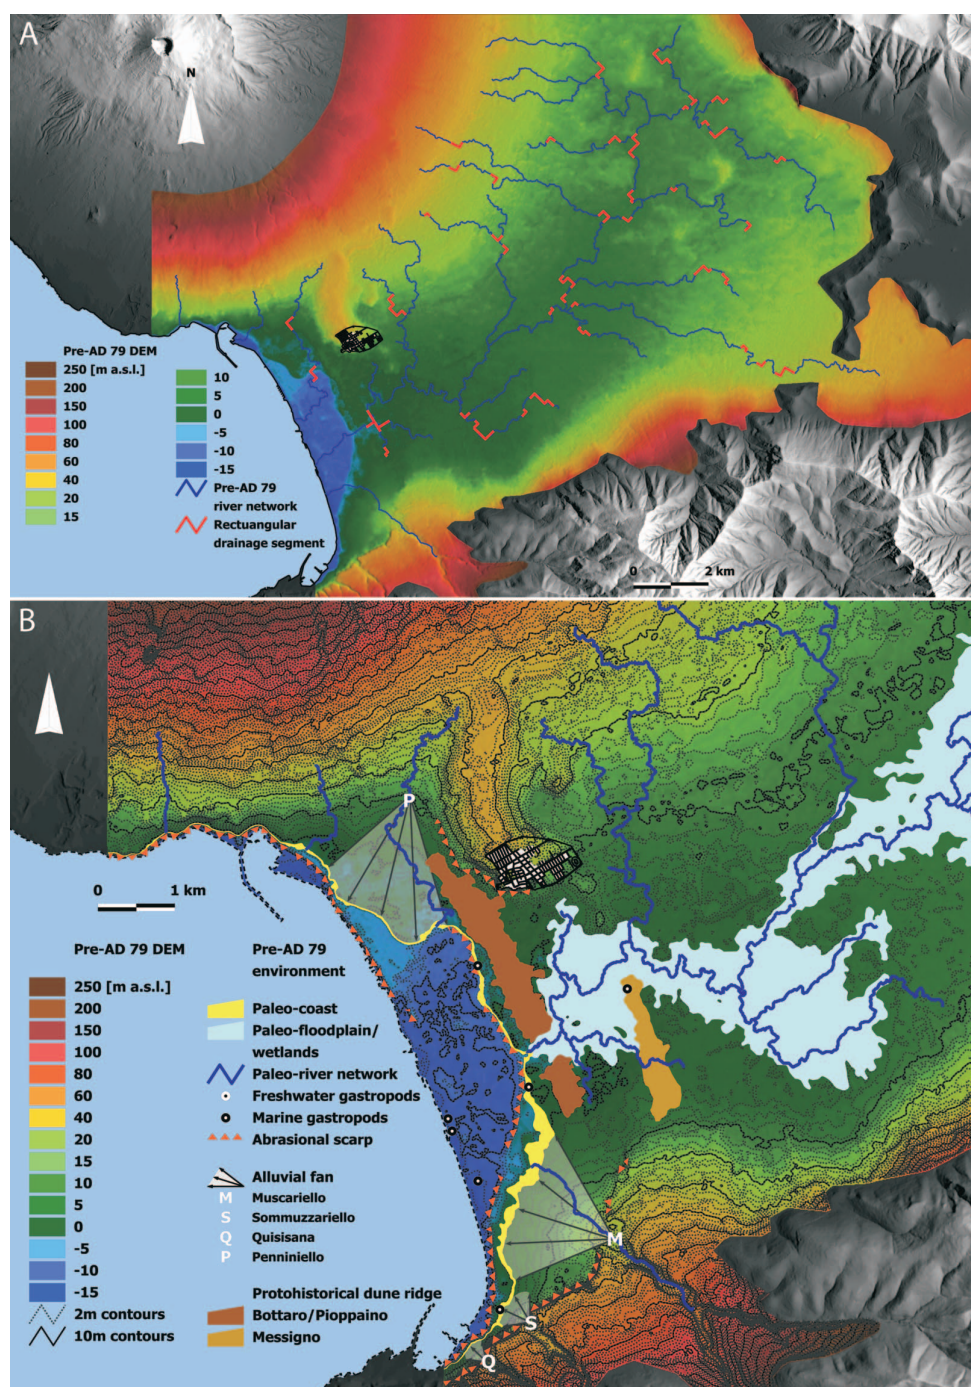 A
N
Pre-AD 79 DEM
250 [m a.s.l.]
200
150
100
80
60
40
20
15
10
5
0
-5
-10
-15
Pre-AD 79
river network
Rectuangular
drainage segment
0 2 km
B
P
0 1 km
Pre-AD 79 DEM
250 [m a.s.l.]
200
150
100
80
60
40
20
15
10
5
0
-5
-10
-15
2m contours
10m contours
Pre-AD 79
environment
Paleo-coast
Paleo-floodplain/
wetlands
Paleo-river network
Freshwater gastropods
Marine gastropods
Abrasional scarp
Alluvial fan
M Muscariello
S Sommuzzariello
Q Quisisana
P Penniniello
Protohistorical dune ridge
Bottaro/Pioppaino
Messigno
M
S
Q